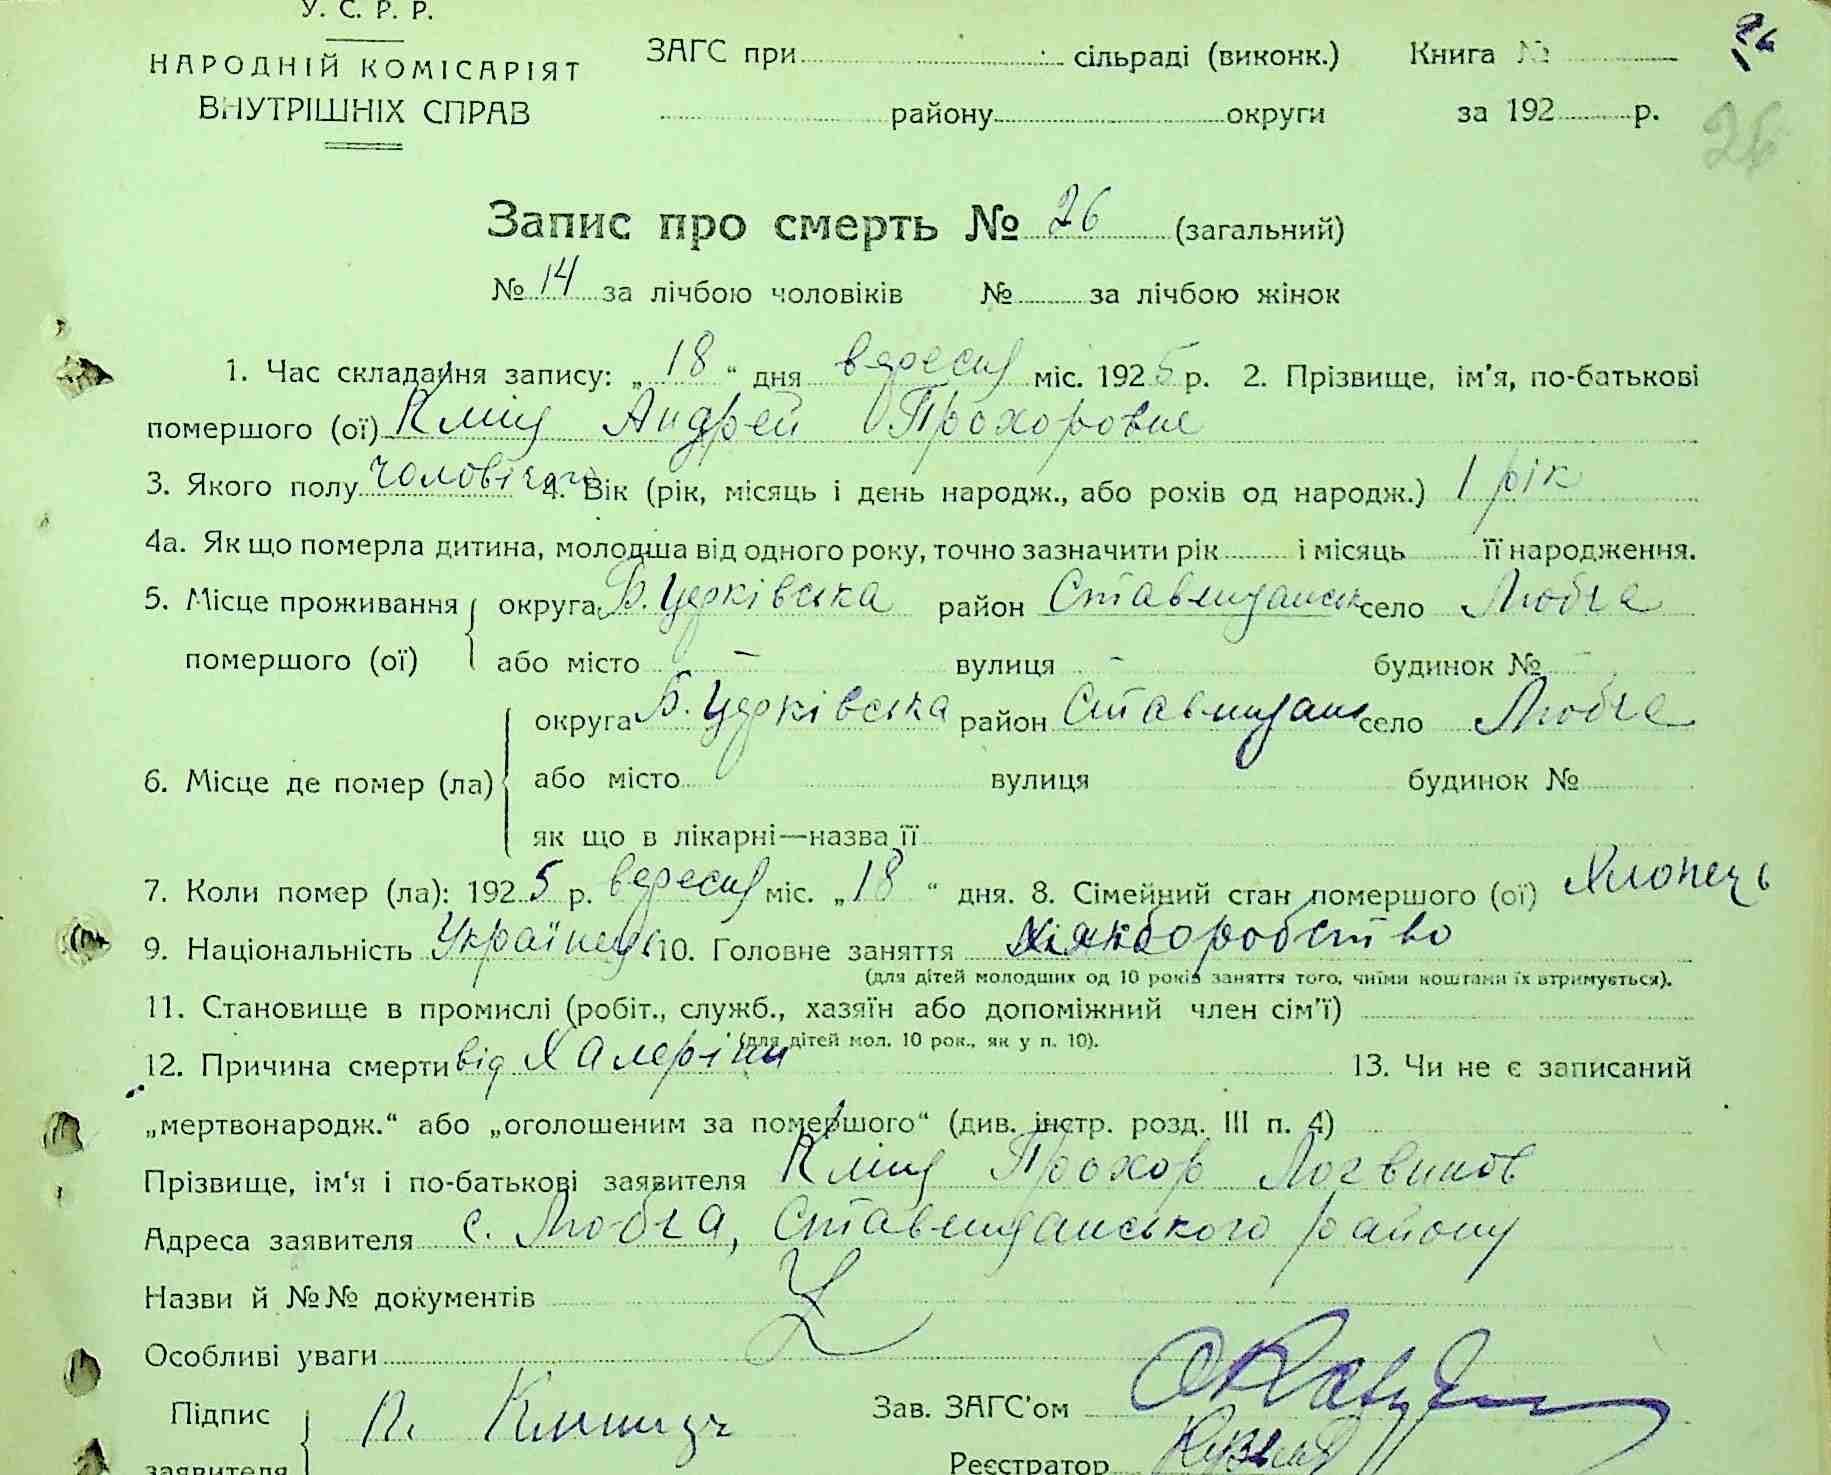 У. С. Р. Р.
НАРОДНІЙ КОМІСАРІЯТ
ВНУТРІШНІХ СПРАВ
ЗАГС при сільраді (виконк.) Книга №
району округи за 192 р.
26
26
Запис про смерть № 26 (загальний)
№ 14 за лічбою чоловіків № за лічбою жінок
1. Час складання запису: „18“ дня вересня міс. 1925 р. 2. Прізвище, ім'я, по-батькові
помершого (ої) Андрей Прохоровіе
3. Якого полу чоловічого 4. Вік (рік, місяць і день народж., або років од народж.) 1 рік
4а. Як що померла дитина, молодша від одного року, точно зазначити рік і місяць її народження.
5. Місце проживання помершого (ої) округа Б. Церківська район село Любча
або місто – вулиця – будинок №
6. Місце де помер (ла) округа Б. Церківська район село Любча
або місто вулиця будинок №
як що в лікарні—назва її
7. Коли помер (ла): 1925 р. вересня міс. „18“ дня. 8. Сімейний стан помершого (ої) Хлопець
9. Національність Українець 10. Головне заняття хліборобство
(для дітей молодших од 10 років заняття того, чиїми коштами їх втримується).
11. Становище в промислі (робіт., служб., хазяїн або допоміжний член сім'ї)
(для дітей мол. 10 рок., як у п. 10).
12. Причина смерти від Халеріни 13. Чи не є записаний
„мертвонародж.“ або „оголошеним за помершого“ (див. інстр. розд. III п. 4)
Прізвище, ім'я і по-батькові заявителя Прохор Логвинов
Адреса заявителя с. Любча, району
Назви й №№ документів
Особливі уваги
Підпис заявителя П.
Зав. ЗАГС'ом
Реєстратор